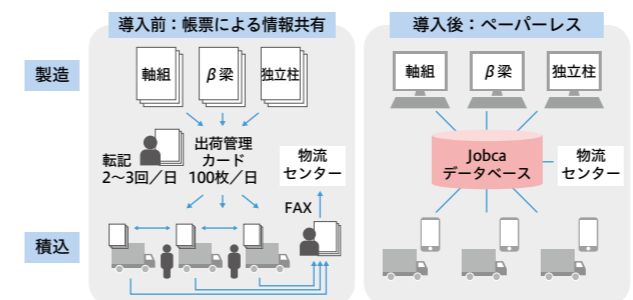 導入前：帳票による情報共有
製造
軸組
β梁
独立柱
転記
2〜3回／日
出荷管理
カード
100枚／日
物流
センター
FAX
積込
導入後：ペーパーレス
軸組
β梁
独立柱
Jobca
データベース
物流
センター